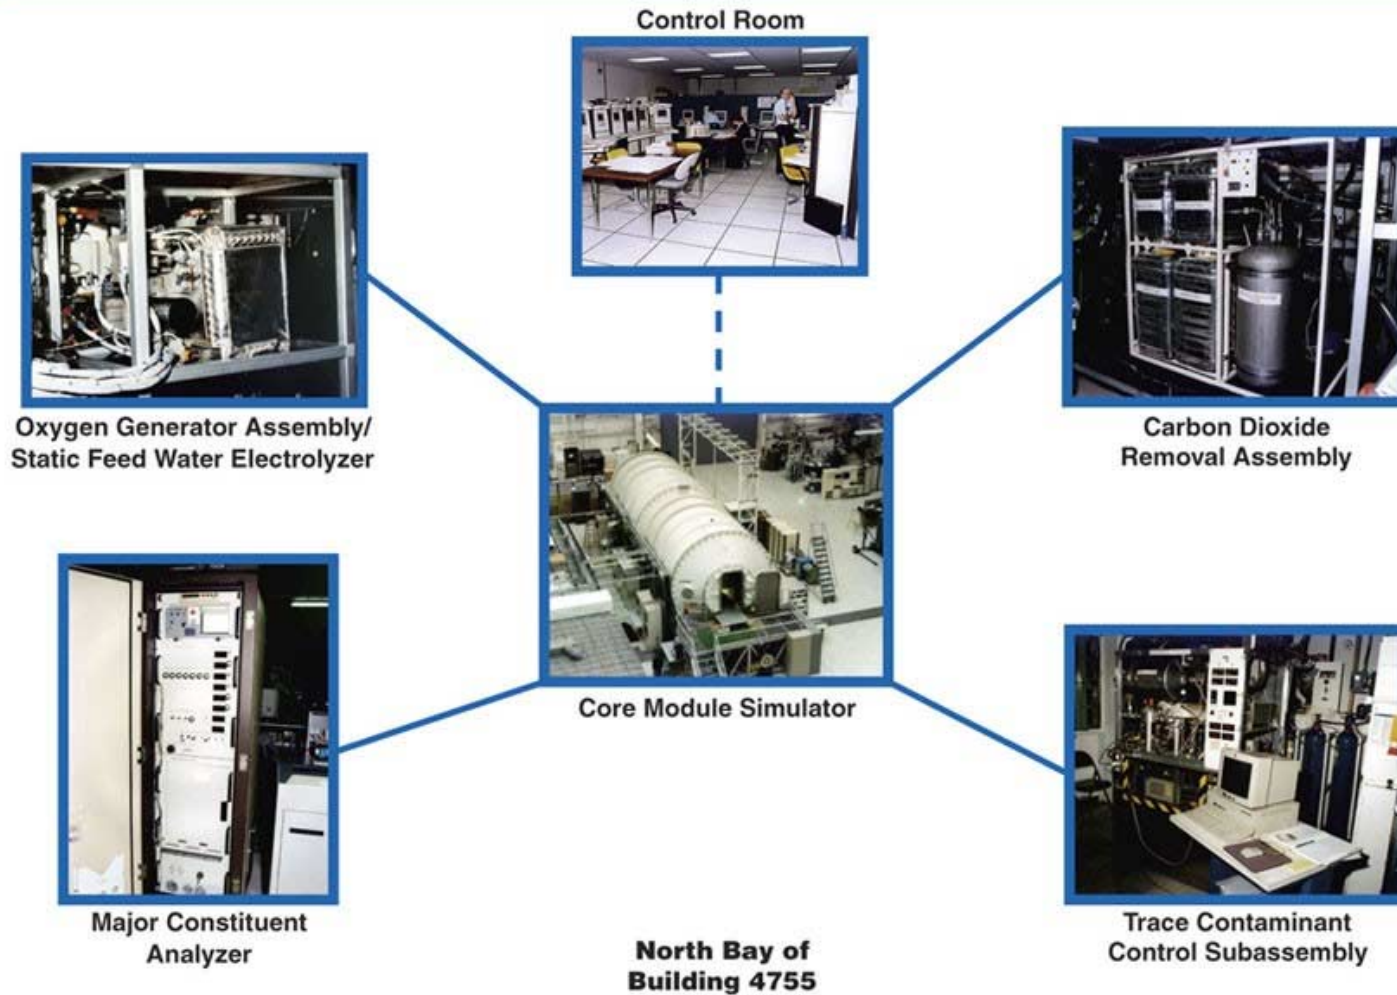 Control Room
Oxygen Generator Assembly/
Static Feed Water Electrolyzer
Carbon Dioxide
Removal Assembly
Core Module Simulator
Major Constituent
Analyzer
Trace Contaminant
Control Subassembly
North Bay of
Building 4755